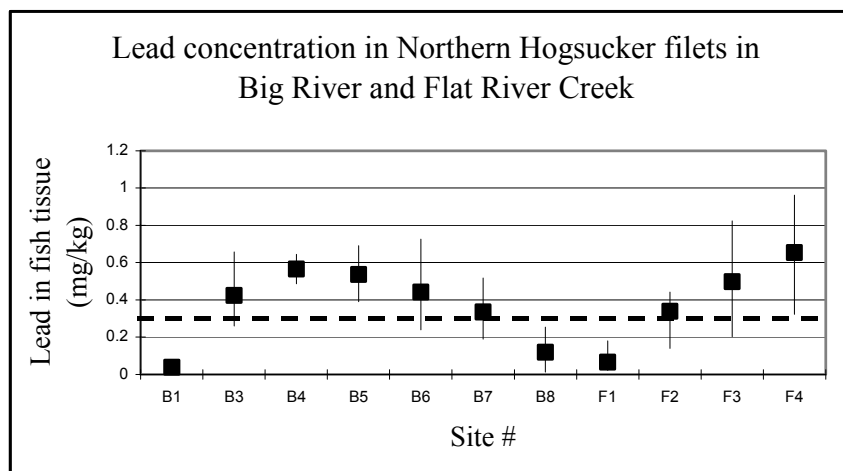 Lead concentration in Northern Hogsucker filets in
Big River and Flat River Creek
Lead in fish tissue
(mg/kg)
1.2
1
0.8
0.6
0.4
0.2
0
B1 B3 B4 B5 B6 B7 B8 F1 F2 F3 F4
Site #